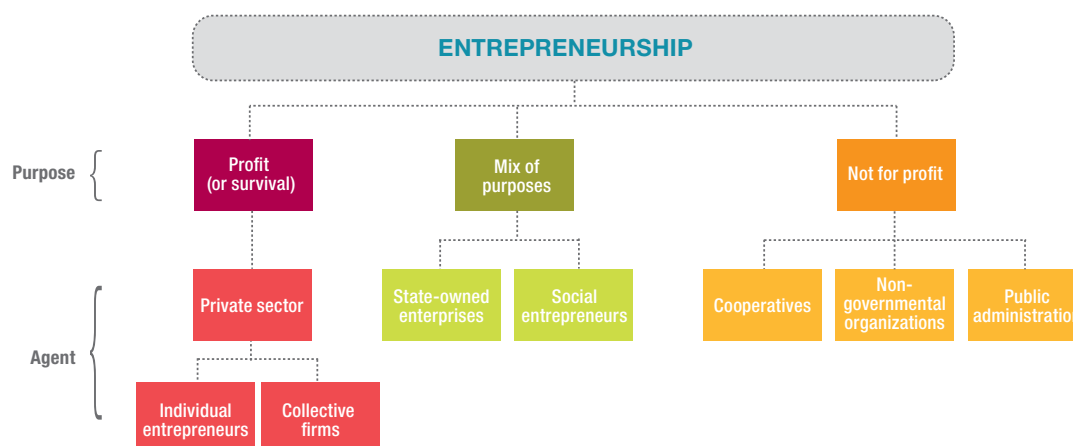 ENTREPRENEURSHIP
Purpose
Profit
(or survival)
Mix of
purposes
Not for profit
Agent
Private sector
State-owned
enterprises
Social
entrepreneurs
Cooperatives
Non-
governmental
organizations
Public
administration
Individual
entrepreneurs
Collective
firms